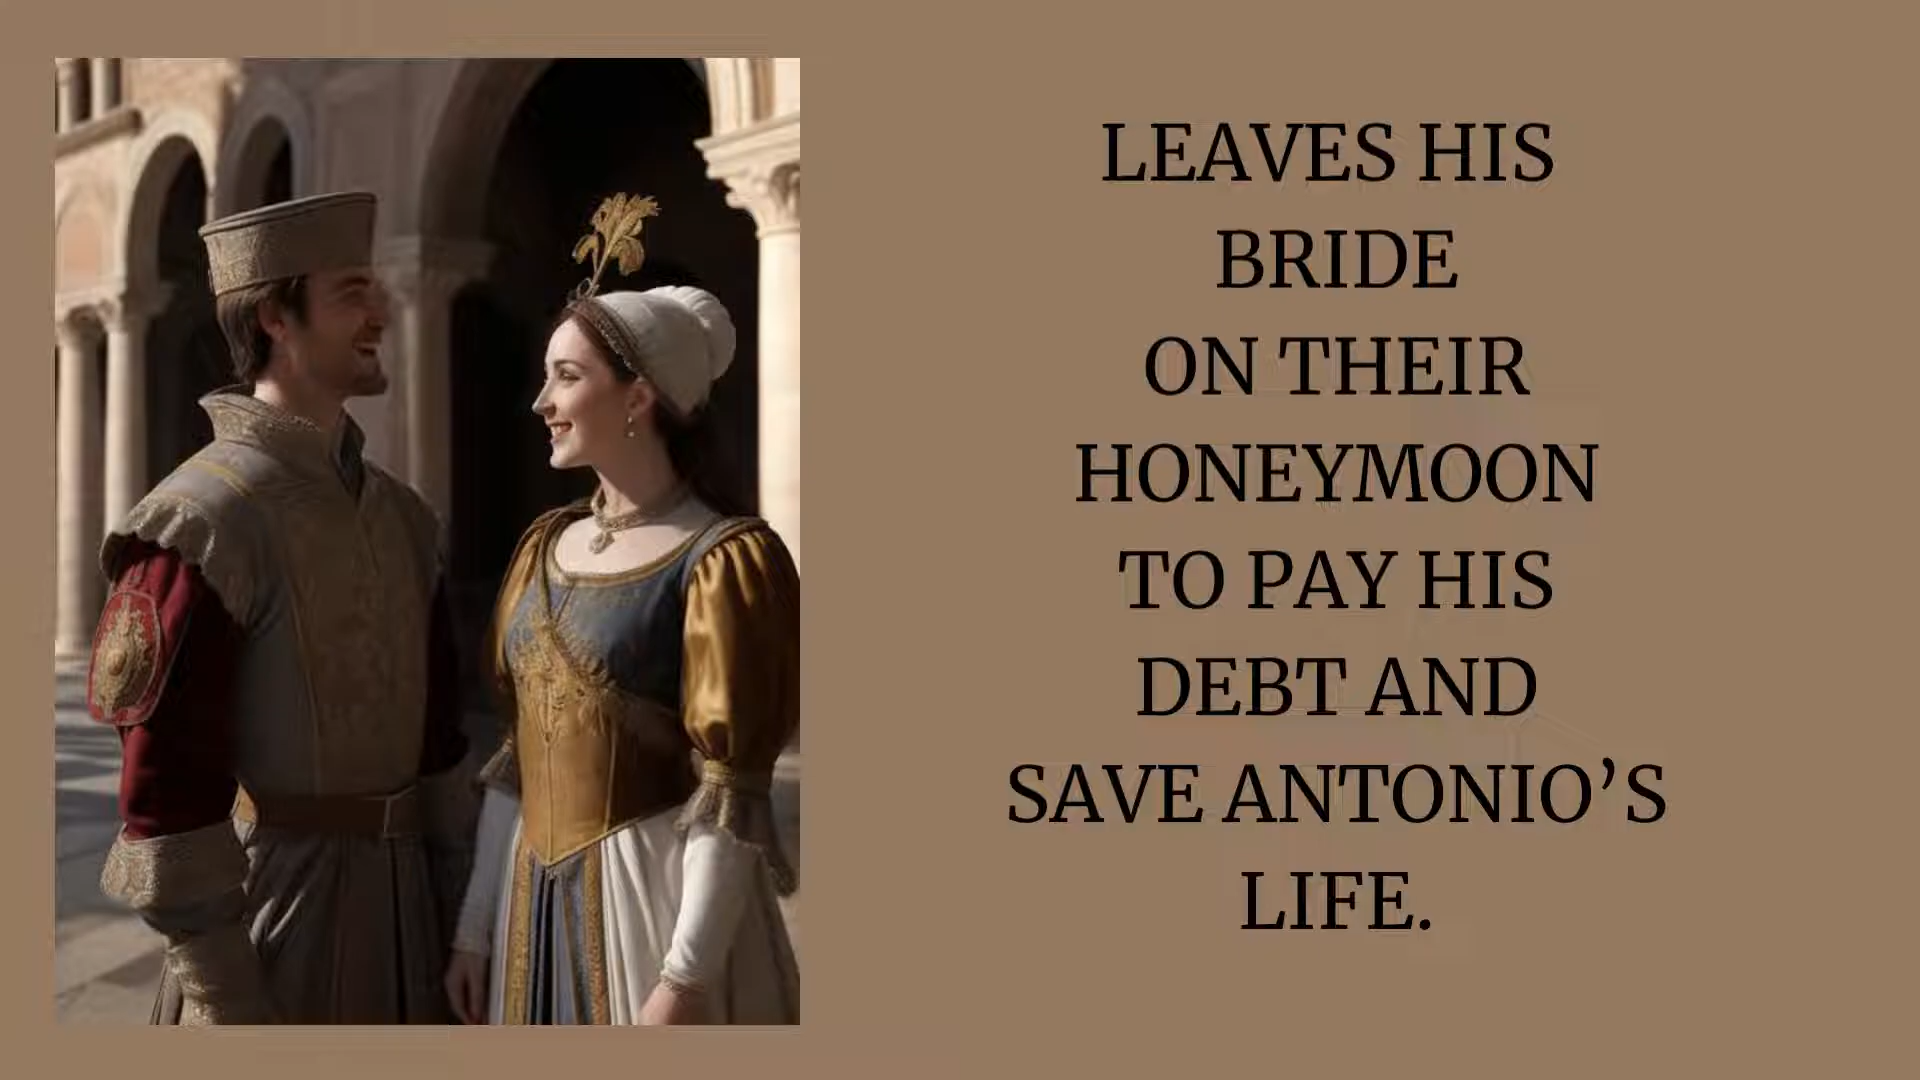 LEAVES HIS
BRIDE
ON THEIR
HONEYMOON
TO PAY HIS
DEBT AND
SAVE ANTONIO’S
LIFE.